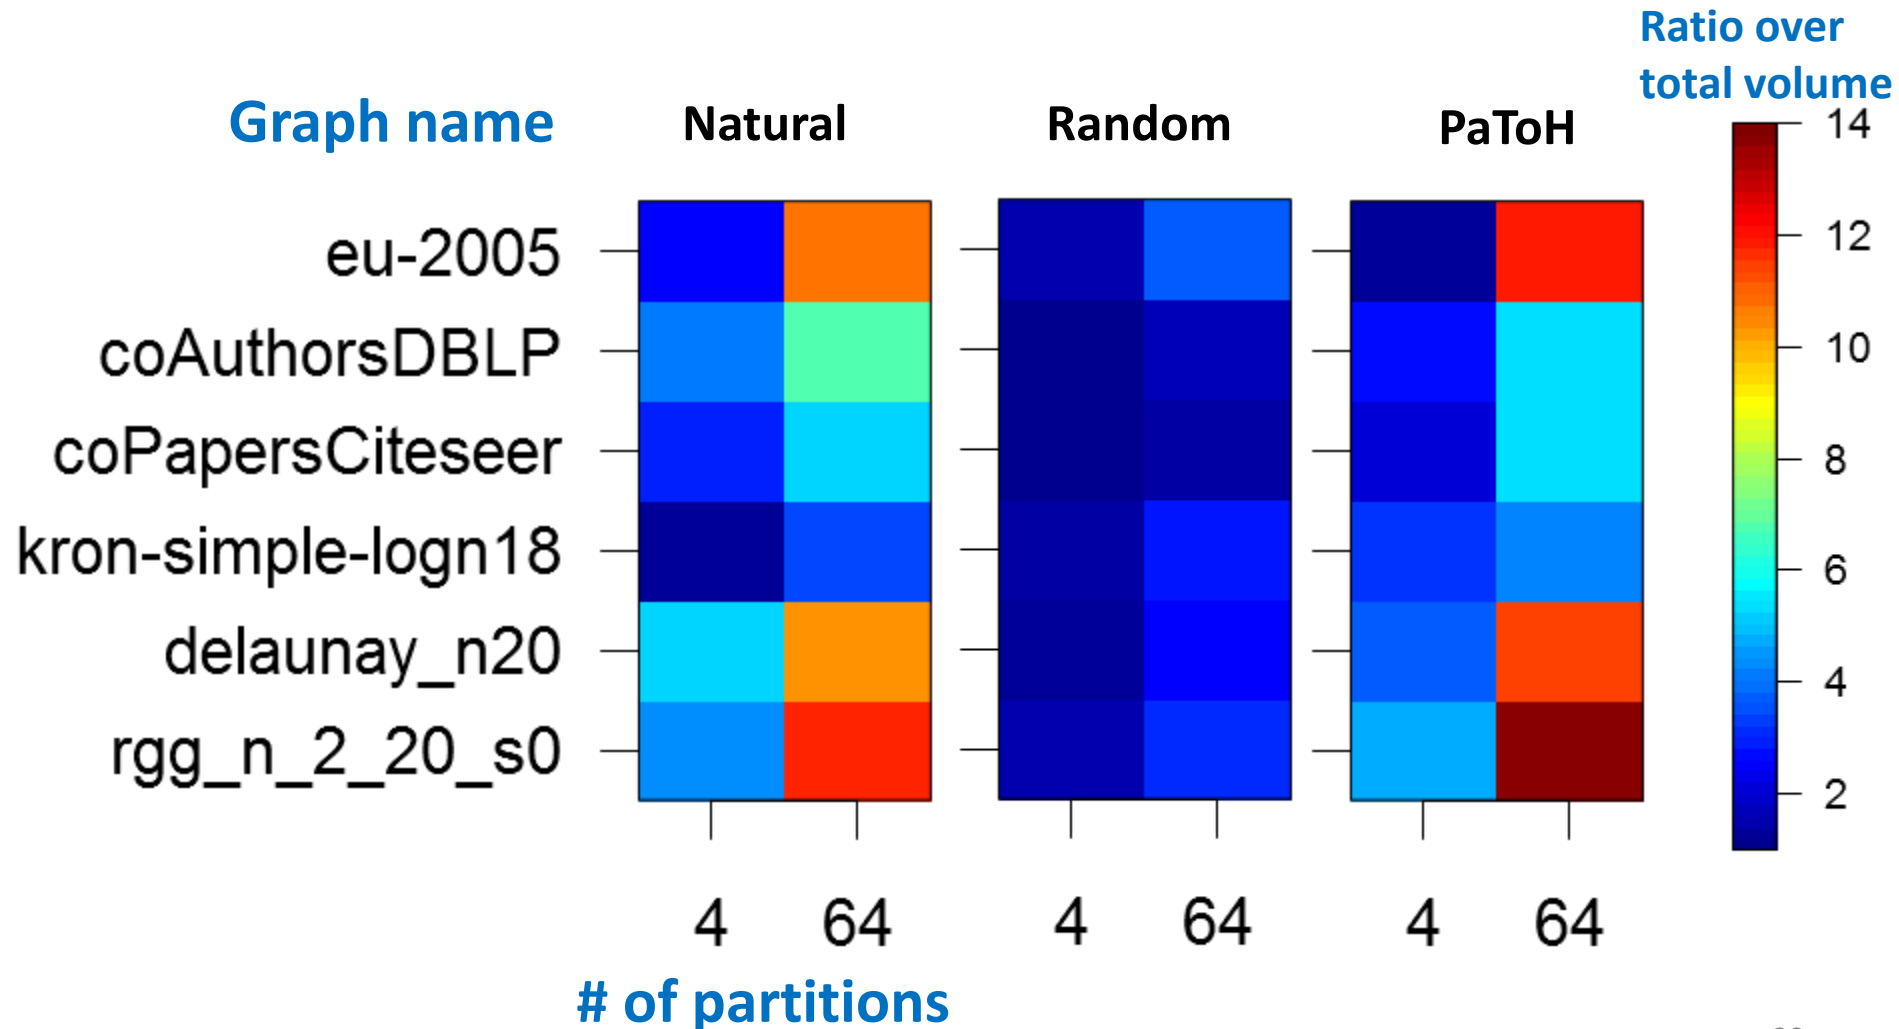 Ratio over
total volume
Graph name
Natural
Random
PaToH
eu-2005
coAuthorsDBLP
coPapersCiteseer
kron-simple-logn18
delaunay_n20
rgg_n_2_20_s0
4 64
4 64
4 64
# of partitions
14
12
10
8
6
4
2